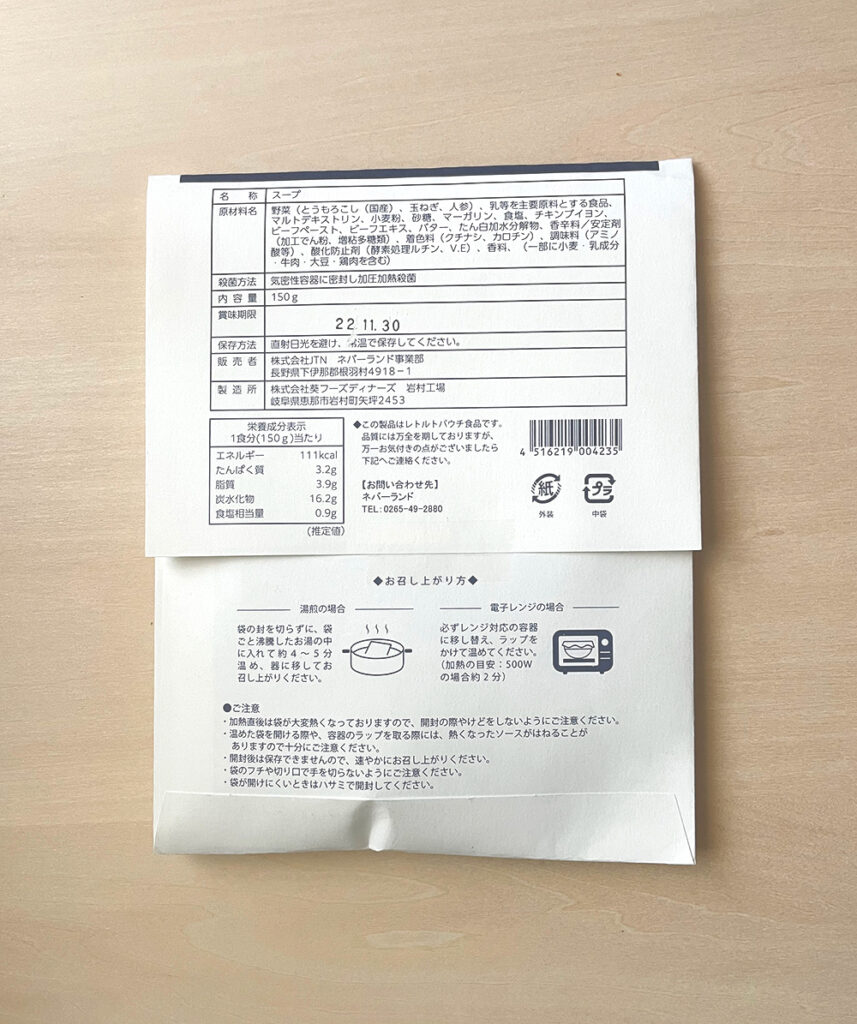 名称 スープ
原材料名 野菜(とうもろこし(国産)、玉ねぎ、人参)、乳等を主要原料とする食品、
マルトデキストリン、小麦粉、砂糖、マーガリン、食塩、チキンブイヨン、
ビーフペースト、ビーフエキス、バター、たん白加水分解物、香辛料/安定剤
(加工でん粉、増粘多糖類)、着色料(クチナシ、カロチン)、調味料(アミノ
酸等)、酸化防止剤(酵素処理ルチン、V.E)、香料、(一部に小麦・乳成分
・牛肉・大豆・鶏肉を含む)
殺菌方法 気密性容器に密封し加圧加熱殺菌
内容量 150g
賞味期限 22 11.30
保存方法 直射日光を避け、常温で保存してください。
販売者 株式会社JTN ネバーランド事業部
長野県下伊那郡根羽村4918-1
製造所 株式会社葵フーズディナーズ 岩村工場
岐阜県恵那市岩村町矢坪2453
栄養成分表示
1食分(150g)当たり
エネルギー 111kcal
たんぱく質 3.2g
脂質 3.9g
炭水化物 16.2g
食塩相当量 0.9g
(推定値)
◆この製品はレトルトパウチ食品です。
品質には万全を期しておりますが、
万一お気付きの点がございましたら
下記へご連絡ください。
【お問い合わせ先】
ネバーランド
TEL:0265-49-2880
4 516219 004235
紙
外装
プラ
中袋
◆お召し上がり方◆
湯煎の場合
袋の封を切らずに、袋
ごと沸騰したお湯の中
に入れて約4〜5分
温め、器に移してお
召し上がりください。
電子レンジの場合
必ずレンジ対応の容器
に移し替え、ラップを
かけて温めてください。
(加熱の目安:500W
の場合約2分)
●ご注意
・加熱直後は袋が大変熱くなっておりますので、開封の際やけどをしないようにご注意ください。
・温めた袋を開ける際や、容器のラップを取る際には、熱くなったソースがはねることが
ありますので十分にご注意ください。
・開封後は保存できませんので、速やかにお召し上がりください。
・袋のフチや切り口で手を切らないようにご注意ください。
・袋が開けにくいときはハサミで開封してください。